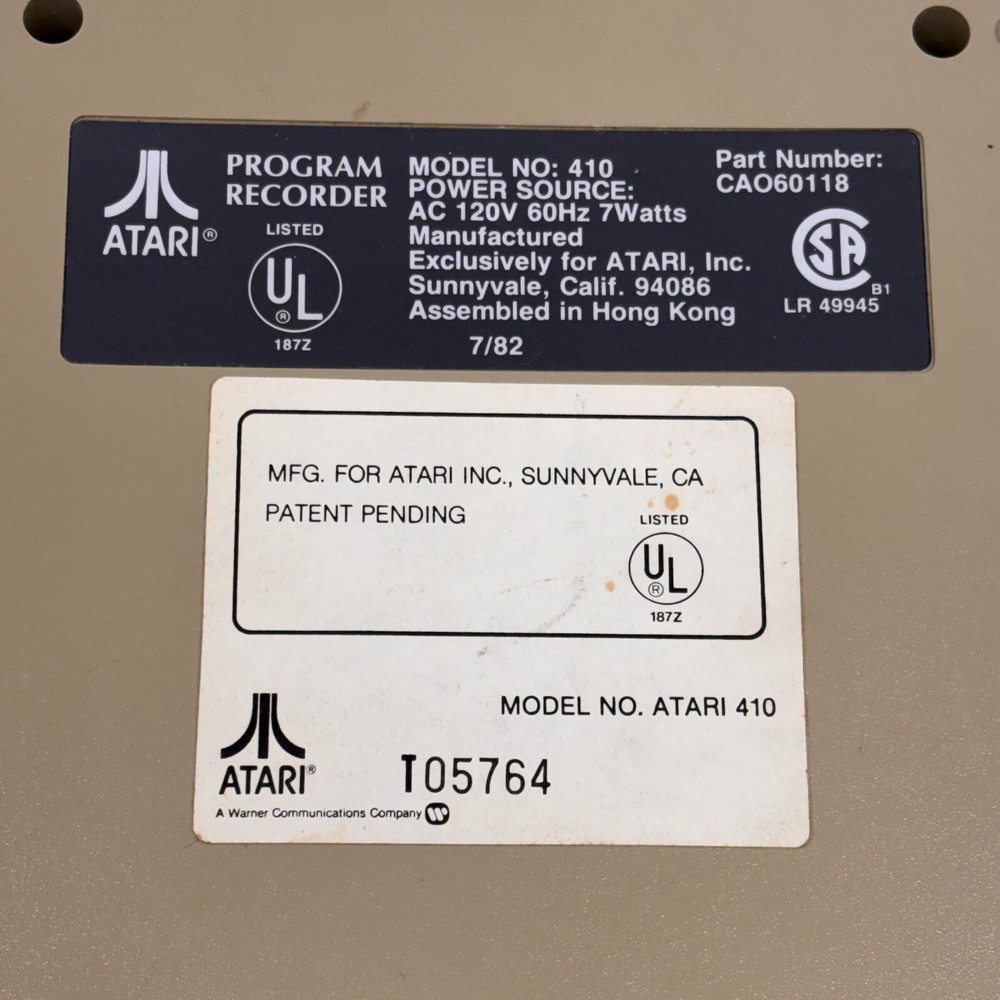 PROGRAM
RECORDER
ATARI®
LISTED
UL
®
187Z
MODEL NO: 410
POWER SOURCE:
AC 120V 60Hz 7Watts
Manufactured
Exclusively for ATARI, Inc.
Sunnyvale, Calif. 94086
Assembled in Hong Kong
7/82
Part Number:
CAO60118
SA
B1
LR 49945
MFG. FOR ATARI INC., SUNNYVALE, CA
PATENT PENDING
LISTED
UL
®
187Z
MODEL NO. ATARI 410
ATARI®
T05764
A Warner Communications Company